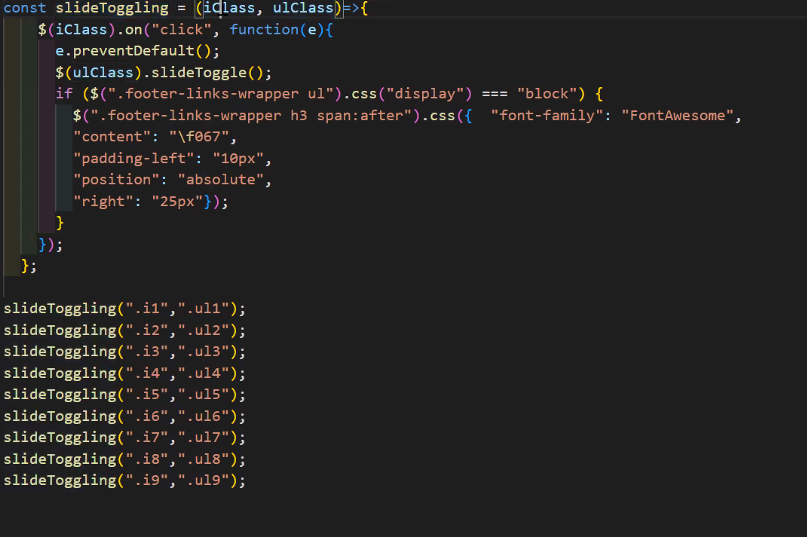 const slideToggling = (iClass, ulClass)=>{
$(iClass).on("click", function(e){
e.preventDefault();
$(ulClass).slideToggle();
if ($(".footer-links-wrapper ul").css("display") === "block") {
$(".footer-links-wrapper h3 span:after").css({  "font-family": "FontAwesome",
"content": "\f067",
"padding-left": "10px",
"position": "absolute",
"right": "25px"});
}
});
};
slideToggling(".i1",".ul1");
slideToggling(".i2",".ul2");
slideToggling(".i3",".ul3");
slideToggling(".i4",".ul4");
slideToggling(".i5",".ul5");
slideToggling(".i6",".ul6");
slideToggling(".i7",".ul7");
slideToggling(".i8",".ul8");
slideToggling(".i9",".ul9");